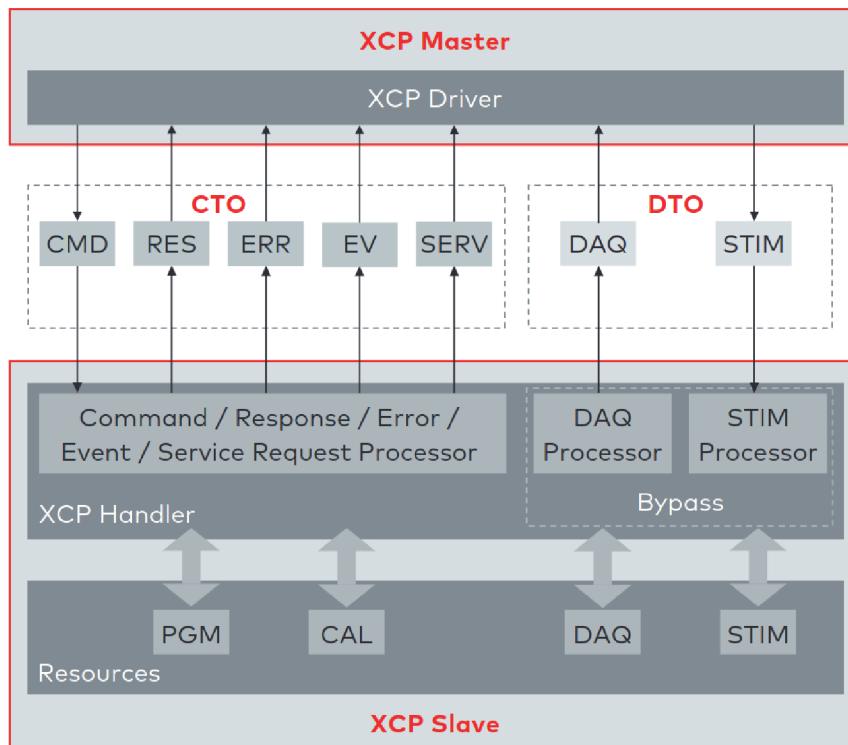 XCP Master
XCP Driver
CTO
DTO
CMD
RES
ERR
EV
SERV
DAQ
STIM
Command / Response / Error /
Event / Service Request Processor
DAQ
Processor
STIM
Processor
Bypass
XCP Handler
PGM
CAL
DAQ
STIM
Resources
XCP Slave